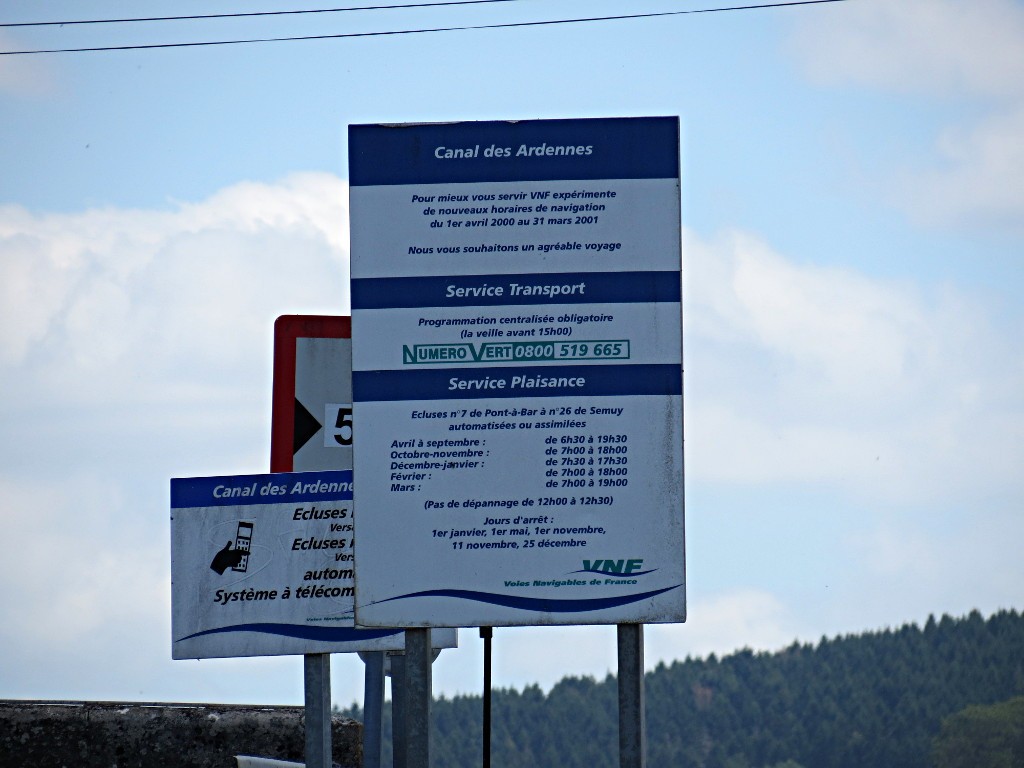 Canal des Ardennes
Pour mieux vous servir VNF expérimente
de nouveaux horaires de navigation
du 1er avril 2000 au 31 mars 2001
Nous vous souhaitons un agréable voyage
Service Transport
Programmation centralisée obligatoire
(la veille avant 15h00)
NUMERO VERT 0800 519 665
Service Plaisance
Ecluses n°7 de Pont-à-Bar à n°26 de Semuy
automatisées ou assimilées
Avril à septembre : de 6h30 à 19h30
Octobre-novembre : de 7h00 à 18h00
Décembre-janvier : de 7h30 à 17h30
Février : de 7h00 à 18h00
Mars : de 7h00 à 19h00
(Pas de dépannage de 12h00 à 12h30)
Jours d'arrêt :
1er janvier, 1er mai, 1er novembre,
11 novembre, 25 décembre
VNF
Voies Navigables de France
5
Canal des Ardenne
Ecluses
Vers
Ecluses
Vers
autom
Système à télécom
Voies Navigables